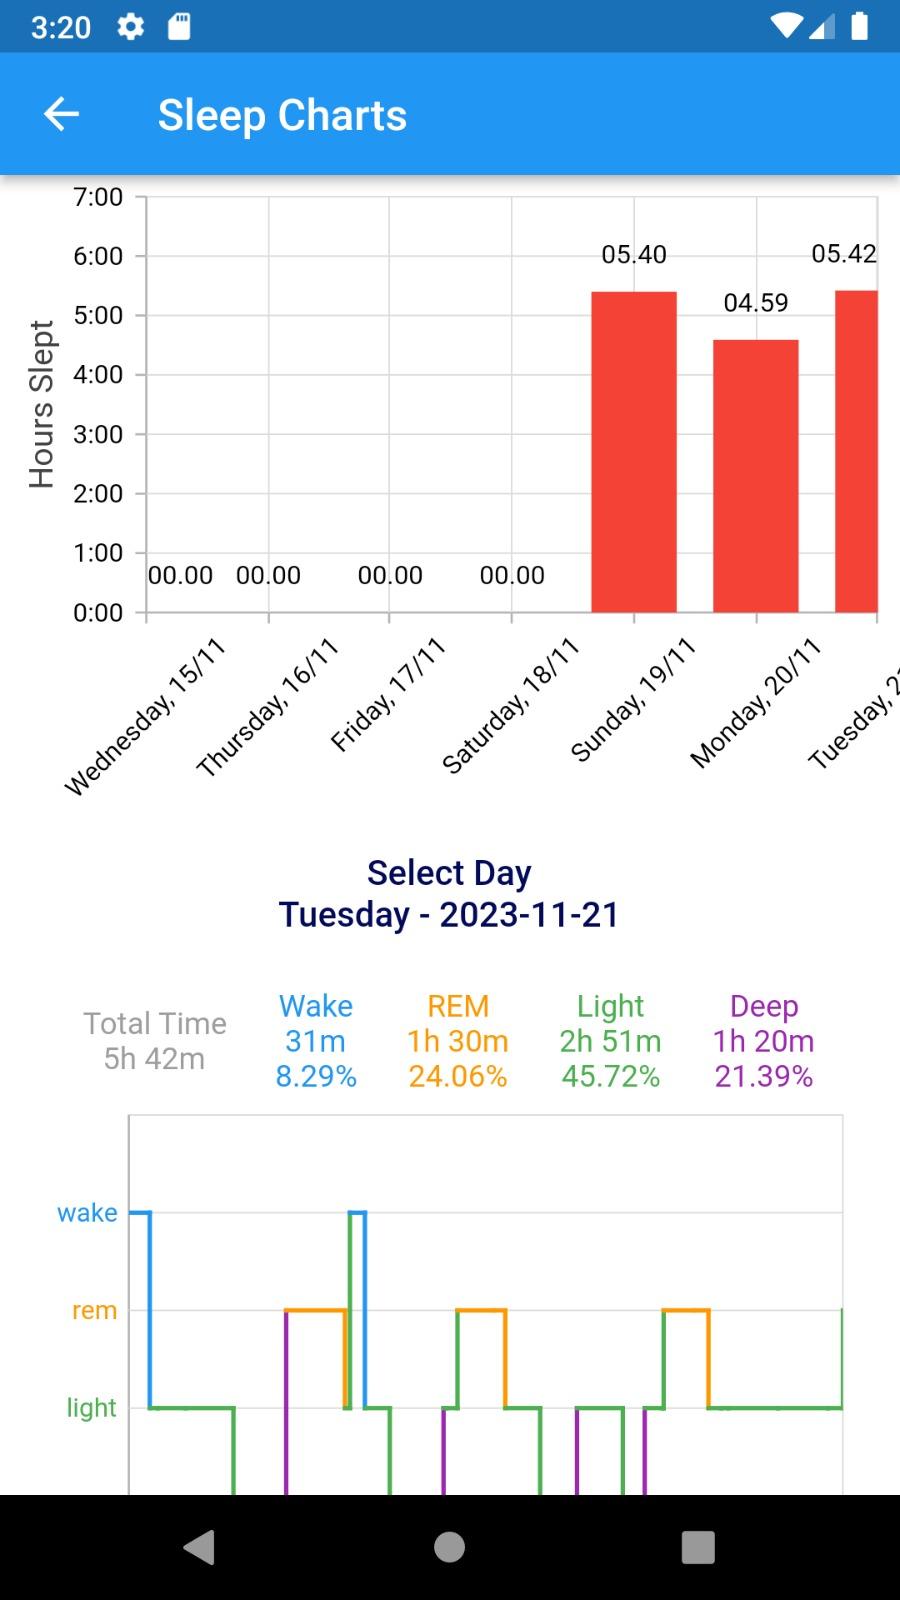 3:20
Sleep Charts
7:00
6:00
5:00
4:00
3:00
2:00
1:00
0:00
Hours Slept
00.00 00.00 00.00 00.00 05.40 04.59 05.42
Wednesday, 15/11
Thursday, 16/11
Friday, 17/11
Saturday, 18/11
Sunday, 19/11
Monday, 20/11
Tuesday, 2
Select Day
Tuesday - 2023-11-21
Total Time
5h 42m
Wake
31m
8.29%
REM
1h 30m
24.06%
Light
2h 51m
45.72%
Deep
1h 20m
21.39%
wake
rem
light